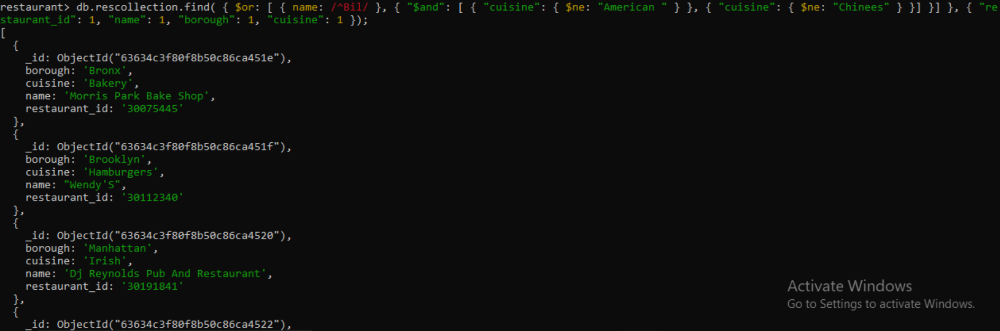 restaurant> db.rescollection.find( { $or: [ { name: /^Bil/ }, { "$and": [ { "cuisine": { $ne: "American " } }, { "cuisine": { $ne: "Chinees" } }] }] }, { "re
staurant_id": 1, "name": 1, "borough": 1, "cuisine": 1 });
[
  {
    _id: ObjectId("63634c3f80f8b50c86ca451e"),
    borough: 'Bronx',
    cuisine: 'Bakery',
    name: 'Morris Park Bake Shop',
    restaurant_id: '30075445'
  },
  {
    _id: ObjectId("63634c3f80f8b50c86ca451f"),
    borough: 'Brooklyn',
    cuisine: 'Hamburgers',
    name: "Wendy'S",
    restaurant_id: '30112340'
  },
  {
    _id: ObjectId("63634c3f80f8b50c86ca4520"),
    borough: 'Manhattan',
    cuisine: 'Irish',
    name: 'Dj Reynolds Pub And Restaurant',
    restaurant_id: '30191841'
  },
  {
    _id: ObjectId("63634c3f80f8b50c86ca4522"),
Activate Windows
Go to Settings to activate Windows.